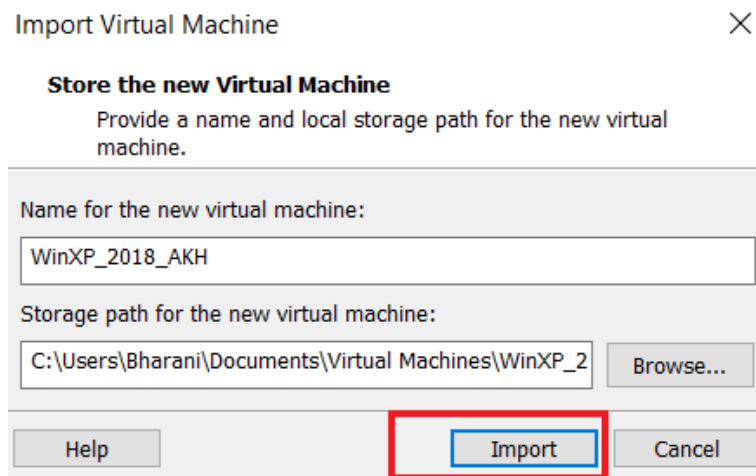 Import Virtual Machine
Store the new Virtual Machine
Provide a name and local storage path for the new virtual
machine.
Name for the new virtual machine:
WinXP_2018_AKH
Storage path for the new virtual machine:
C:\Users\Bharani\Documents\Virtual Machines\WinXP_2
Browse...
Help
Import
Cancel